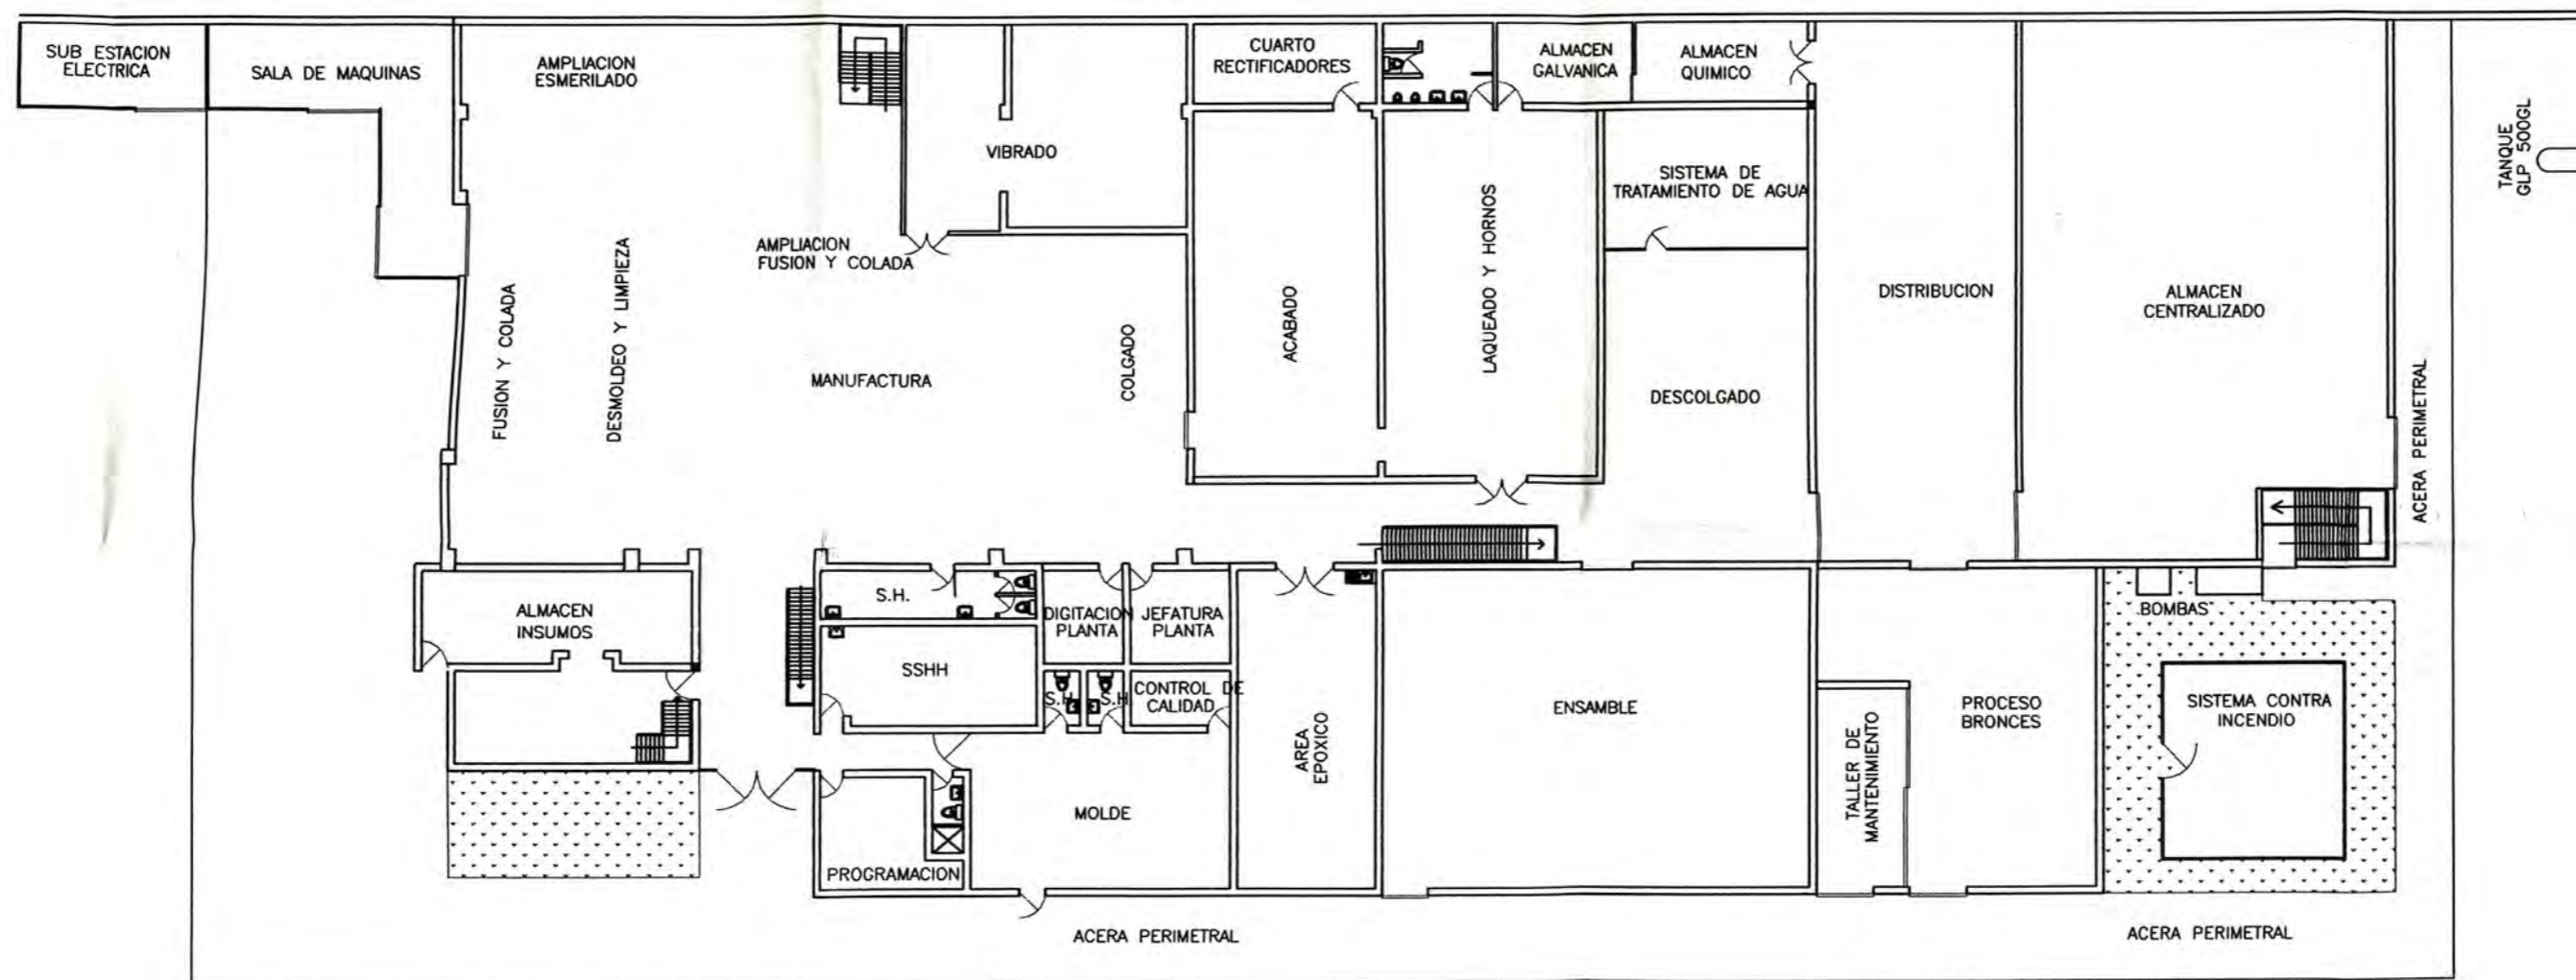 SUB ESTACION
ELECTRICA
SALA DE MAQUINAS
AMPLIACION
ESMERILADO
CUARTO
RECTIFICADORES
ALMACEN
GALVANICA
ALMACEN
QUIMICO
VIBRADO
SISTEMA DE
TRATAMIENTO DE AGUA
TANQUE
GLP 500GL
AMPLIACION
FUSION Y COLADA
FUSION Y COLADA
DESMOLDEO Y LIMPIEZA
MANUFACTURA
COLGADO
ACABADO
LAQUEADO Y HORNOS
DESCOLGADO
DISTRIBUCION
ALMACEN
CENTRALIZADO
ACERA PERIMETRAL
ALMACEN
INSUMOS
S.H.
DIGITACION
PLANTA
JEFATURA
PLANTA
SSHH
S.H
S.H
CONTROL DE
CALIDAD
AREA
EPOXICO
ENSAMBLE
TALLER DE
MANTENIMIENTO
PROCESO
BRONCES
BOMBAS
SISTEMA CONTRA
INCENDIO
MOLDE
PROGRAMACION
ACERA PERIMETRAL
ACERA PERIMETRAL